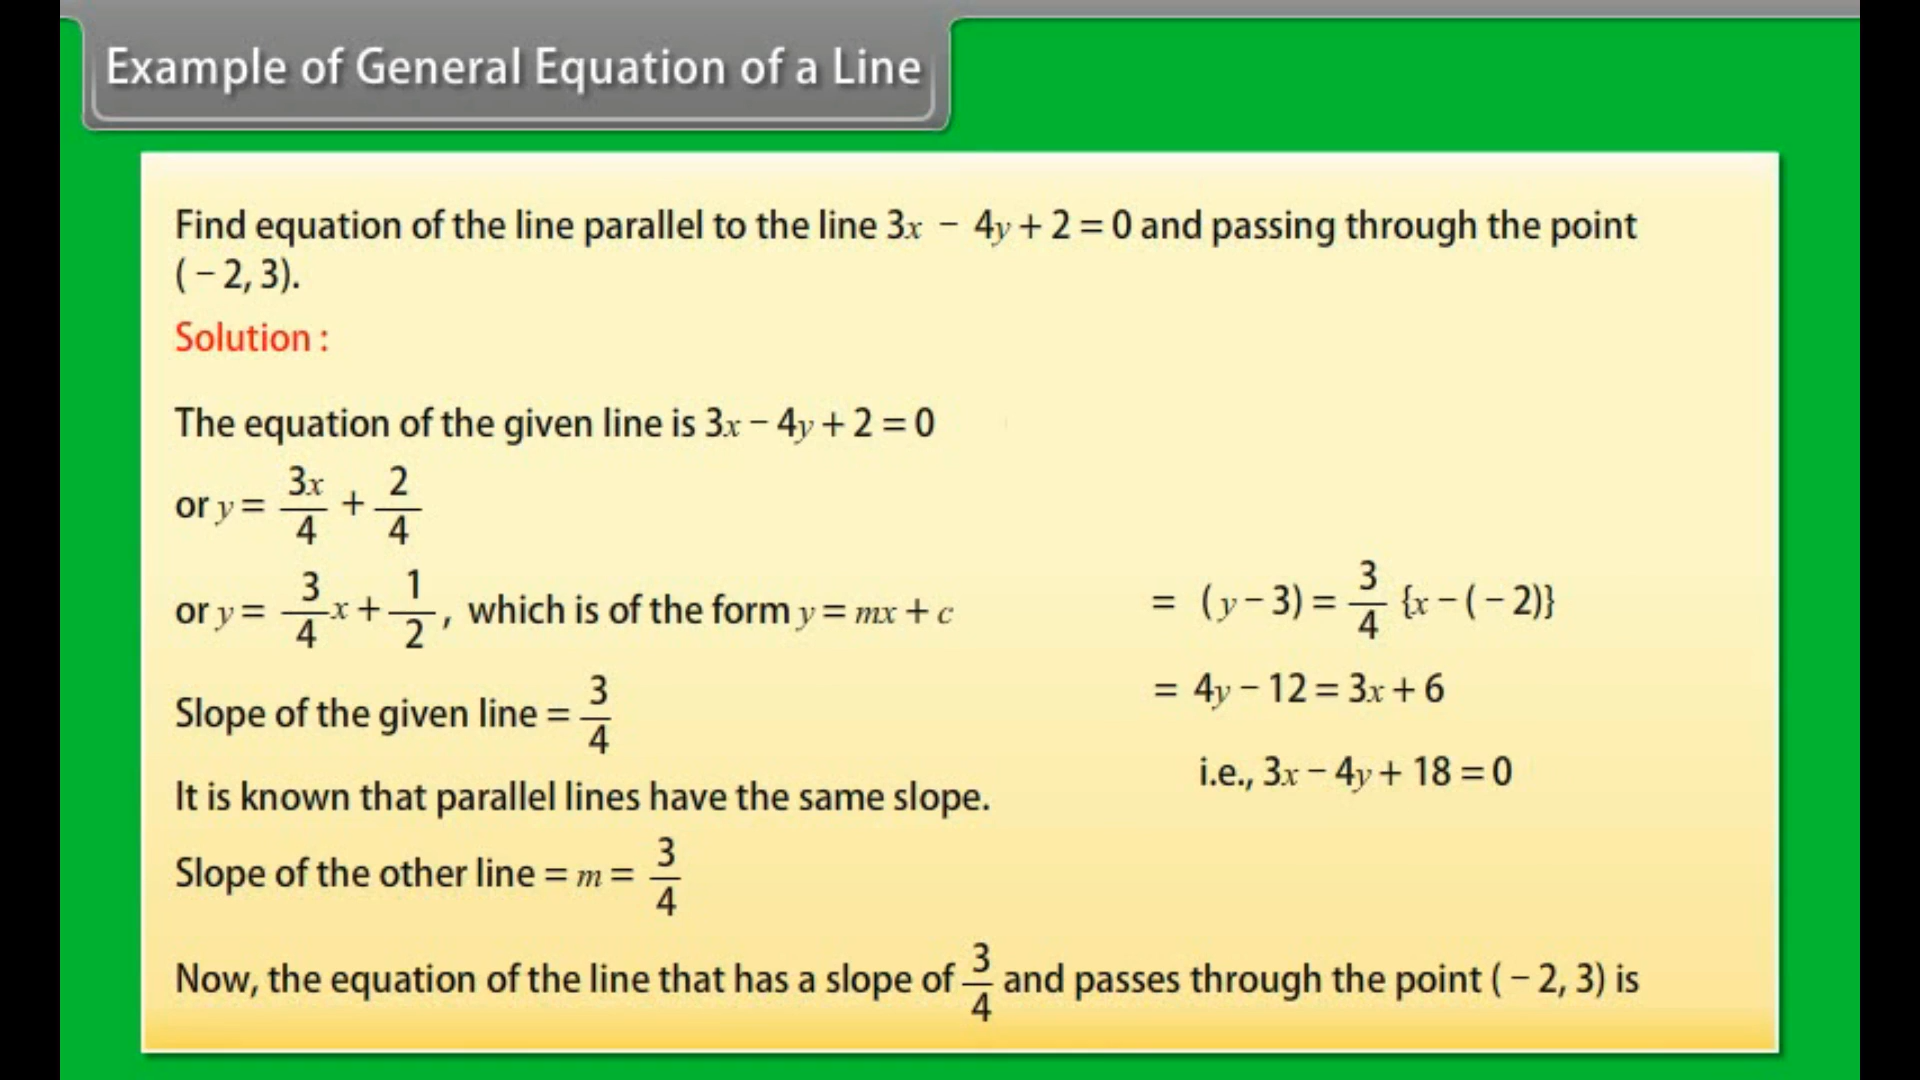 Example of General Equation of a Line
Find equation of the line parallel to the line 3x − 4y + 2 = 0 and passing through the point
( − 2, 3).
Solution :
The equation of the given line is 3x − 4y + 2 = 0
or y = 3x/4 + 2/4
or y = 3/4 x + 1/2 , which is of the form y = mx + c
Slope of the given line = 3/4
It is known that parallel lines have the same slope.
Slope of the other line = m = 3/4
Now, the equation of the line that has a slope of 3/4 and passes through the point ( − 2, 3) is
= ( y − 3) = 3/4 {x − ( − 2)}
= 4y − 12 = 3x + 6
i.e., 3x − 4y + 18 = 0